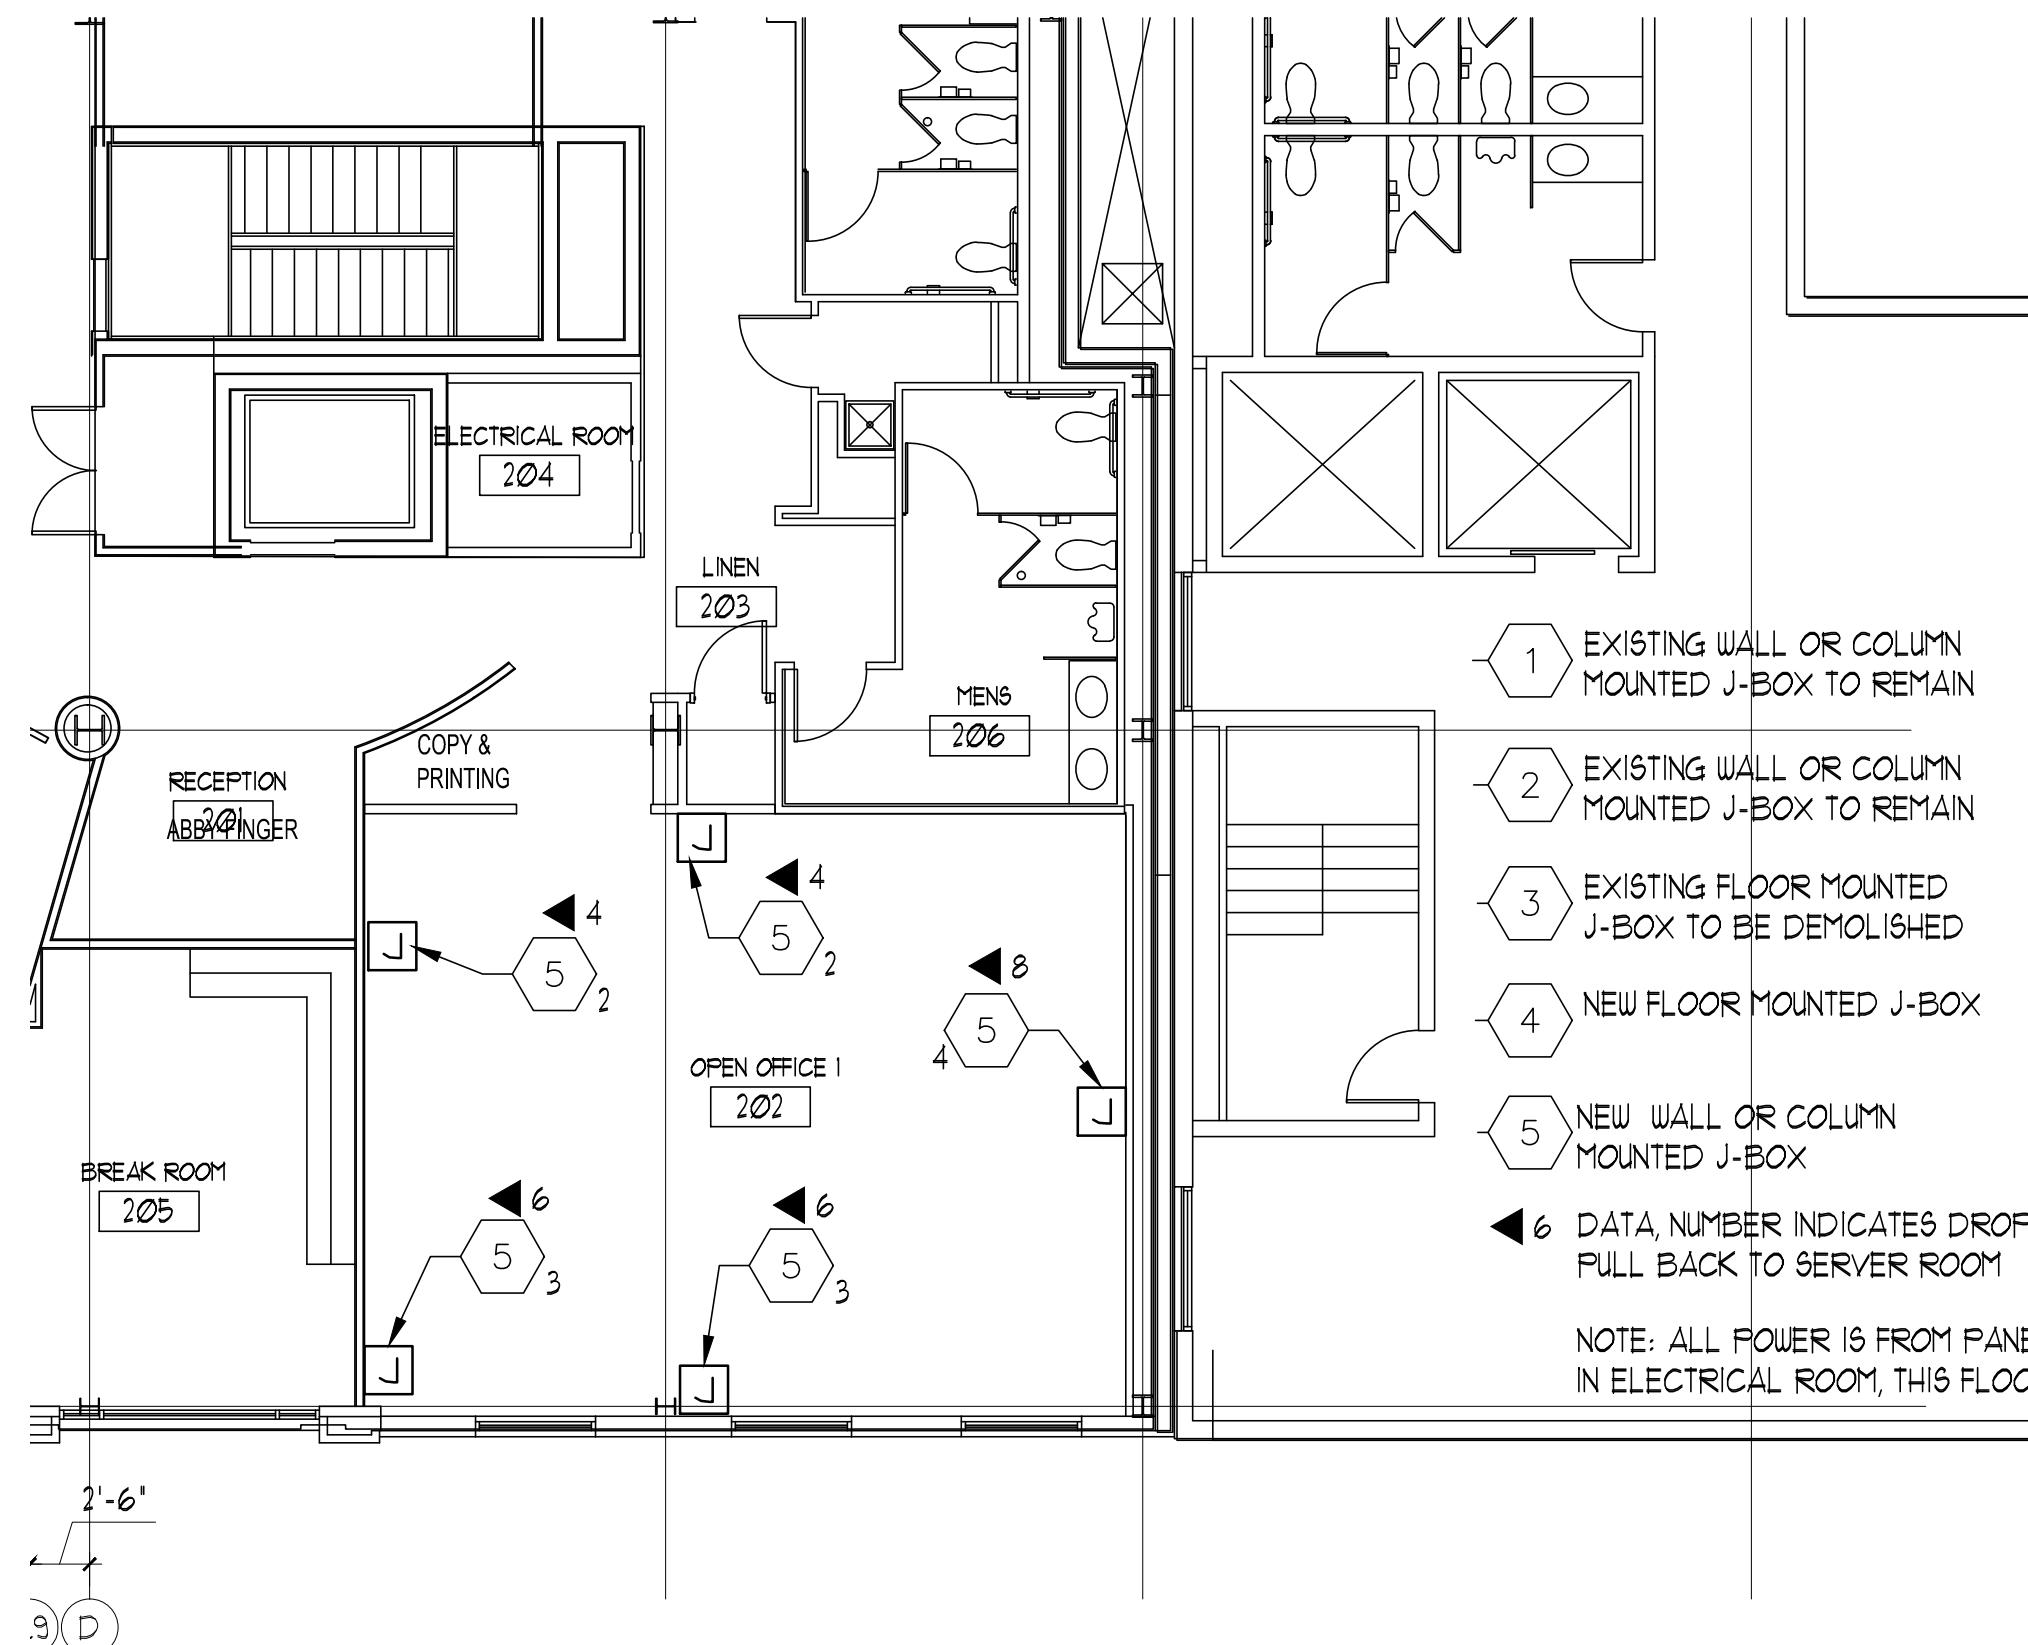 ELECTRICAL ROOM
204
LINEN
203
MENS
206
COPY &
PRINTING
RECEPTION
201
ABBY FINGER
J
4
5
2
J
4
5
2
8
5
4
J
OPEN OFFICE 1
202
BREAK ROOM
205
6
5
3
J
6
5
3
J
1 EXISTING WALL OR COLUMN
MOUNTED J-BOX TO REMAIN
2 EXISTING WALL OR COLUMN
MOUNTED J-BOX TO REMAIN
3 EXISTING FLOOR MOUNTED
J-BOX TO BE DEMOLISHED
4 NEW FLOOR MOUNTED J-BOX
5 NEW WALL OR COLUMN
MOUNTED J-BOX
6 DATA, NUMBER INDICATES DROP
PULL BACK TO SERVER ROOM
NOTE: ALL POWER IS FROM PANE
IN ELECTRICAL ROOM, THIS FLOO
2'-6"
.9
D